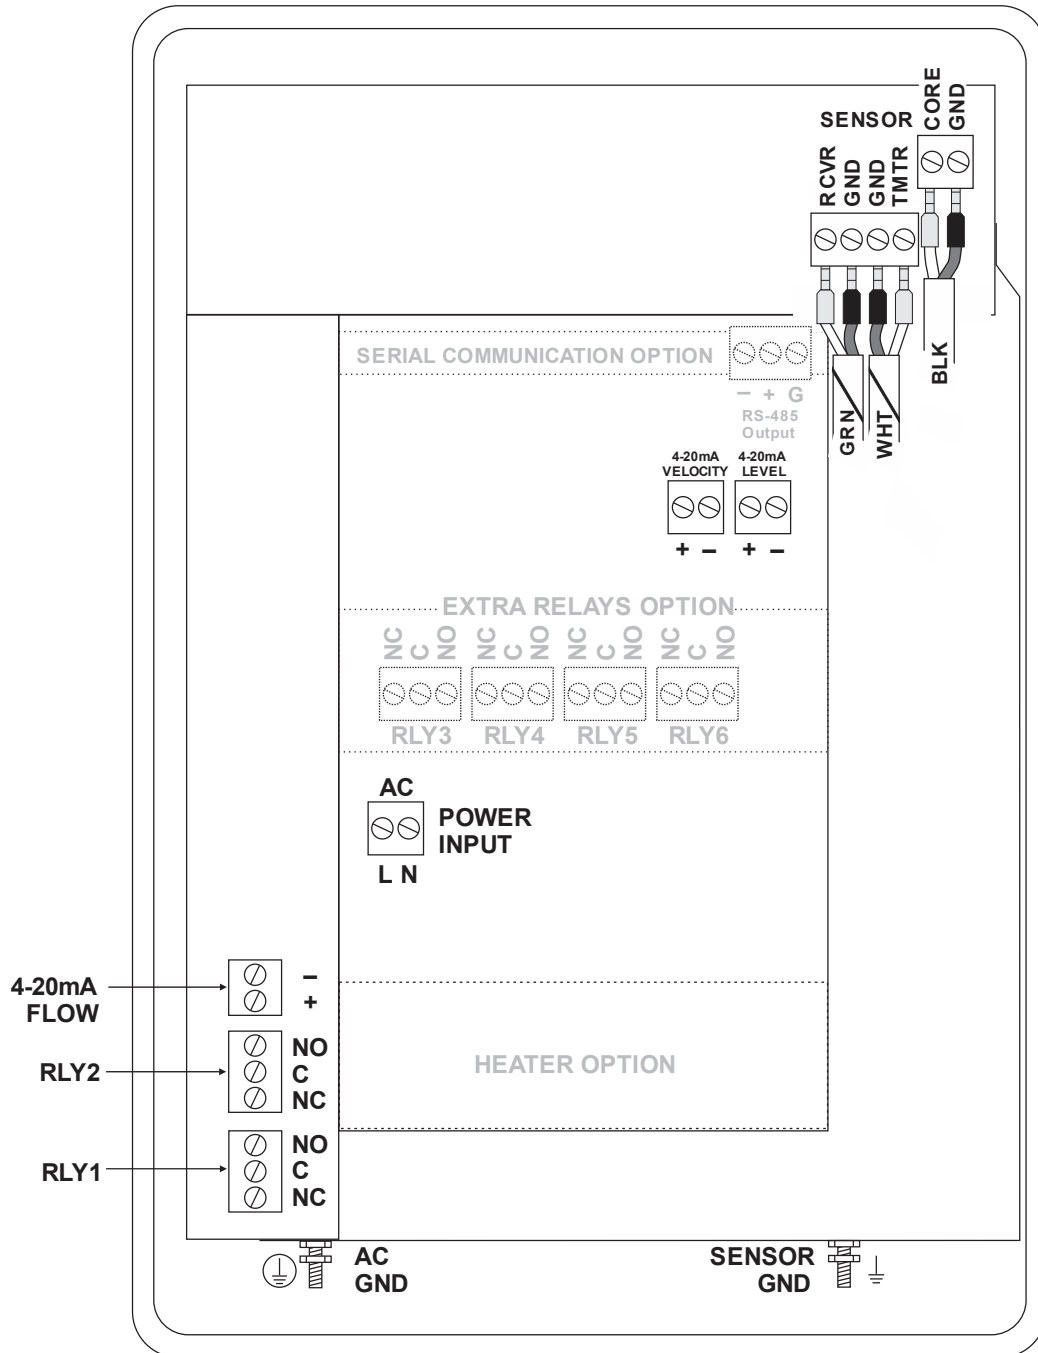 CORE
GND
SENSOR
RCVR
GND
GND
TMTR
BLK
GRN
WHT
SERIAL COMMUNICATION OPTION
– + G
RS-485
Output
4-20mA
VELOCITY
+ –
4-20mA
LEVEL
+ –
EXTRA RELAYS OPTION
NC C NO NC C NO NC C NO NC C NO
RLY3 RLY4 RLY5 RLY6
AC
POWER
INPUT
L N
4-20mA
FLOW
–
+
RLY2
NO
C
NC
HEATER OPTION
RLY1
NO
C
NC
AC
GND
SENSOR
GND